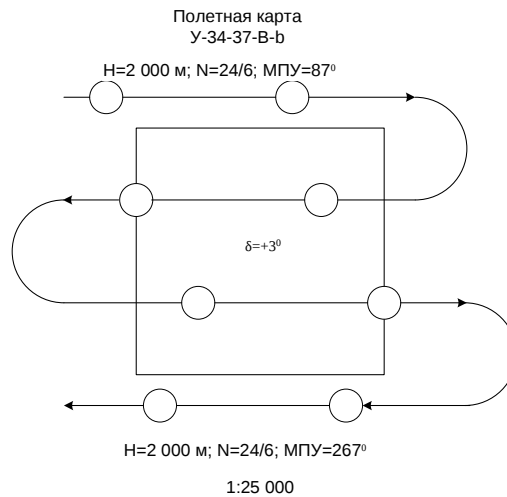 Полетная карта
У-34-37-В-b
Н=2 000 м; N=24/6; МПУ=87⁰
δ=+3⁰
Н=2 000 м; N=24/6; МПУ=267⁰
1:25 000